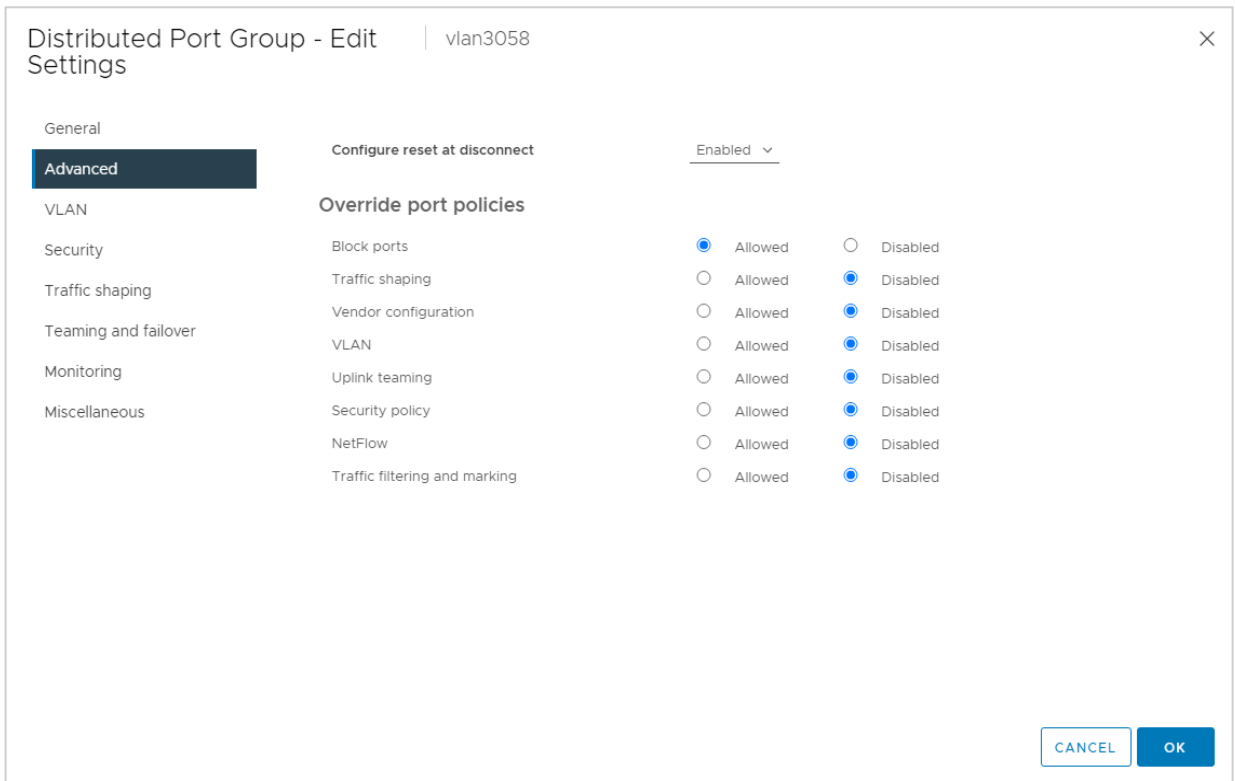 Distributed Port Group - Edit Settings
vlan3058
General
Advanced
VLAN
Security
Traffic shaping
Teaming and failover
Monitoring
Miscellaneous
Configure reset at disconnect Enabled
Override port policies
Block ports Allowed Disabled
Traffic shaping Allowed Disabled
Vendor configuration Allowed Disabled
VLAN Allowed Disabled
Uplink teaming Allowed Disabled
Security policy Allowed Disabled
NetFlow Allowed Disabled
Traffic filtering and marking Allowed Disabled
CANCEL OK